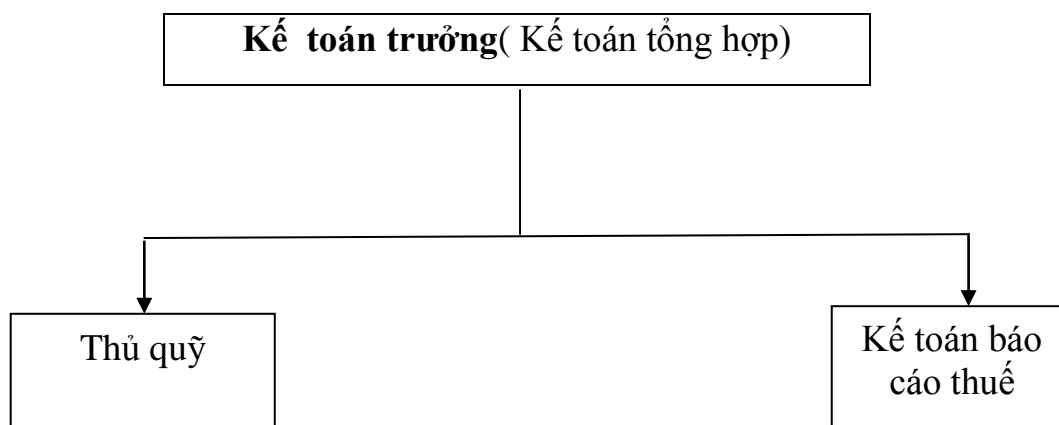 Kế toán trưởng( Kế toán tổng hợp)
Thủ quỹ
Kế toán báo
cáo thuế